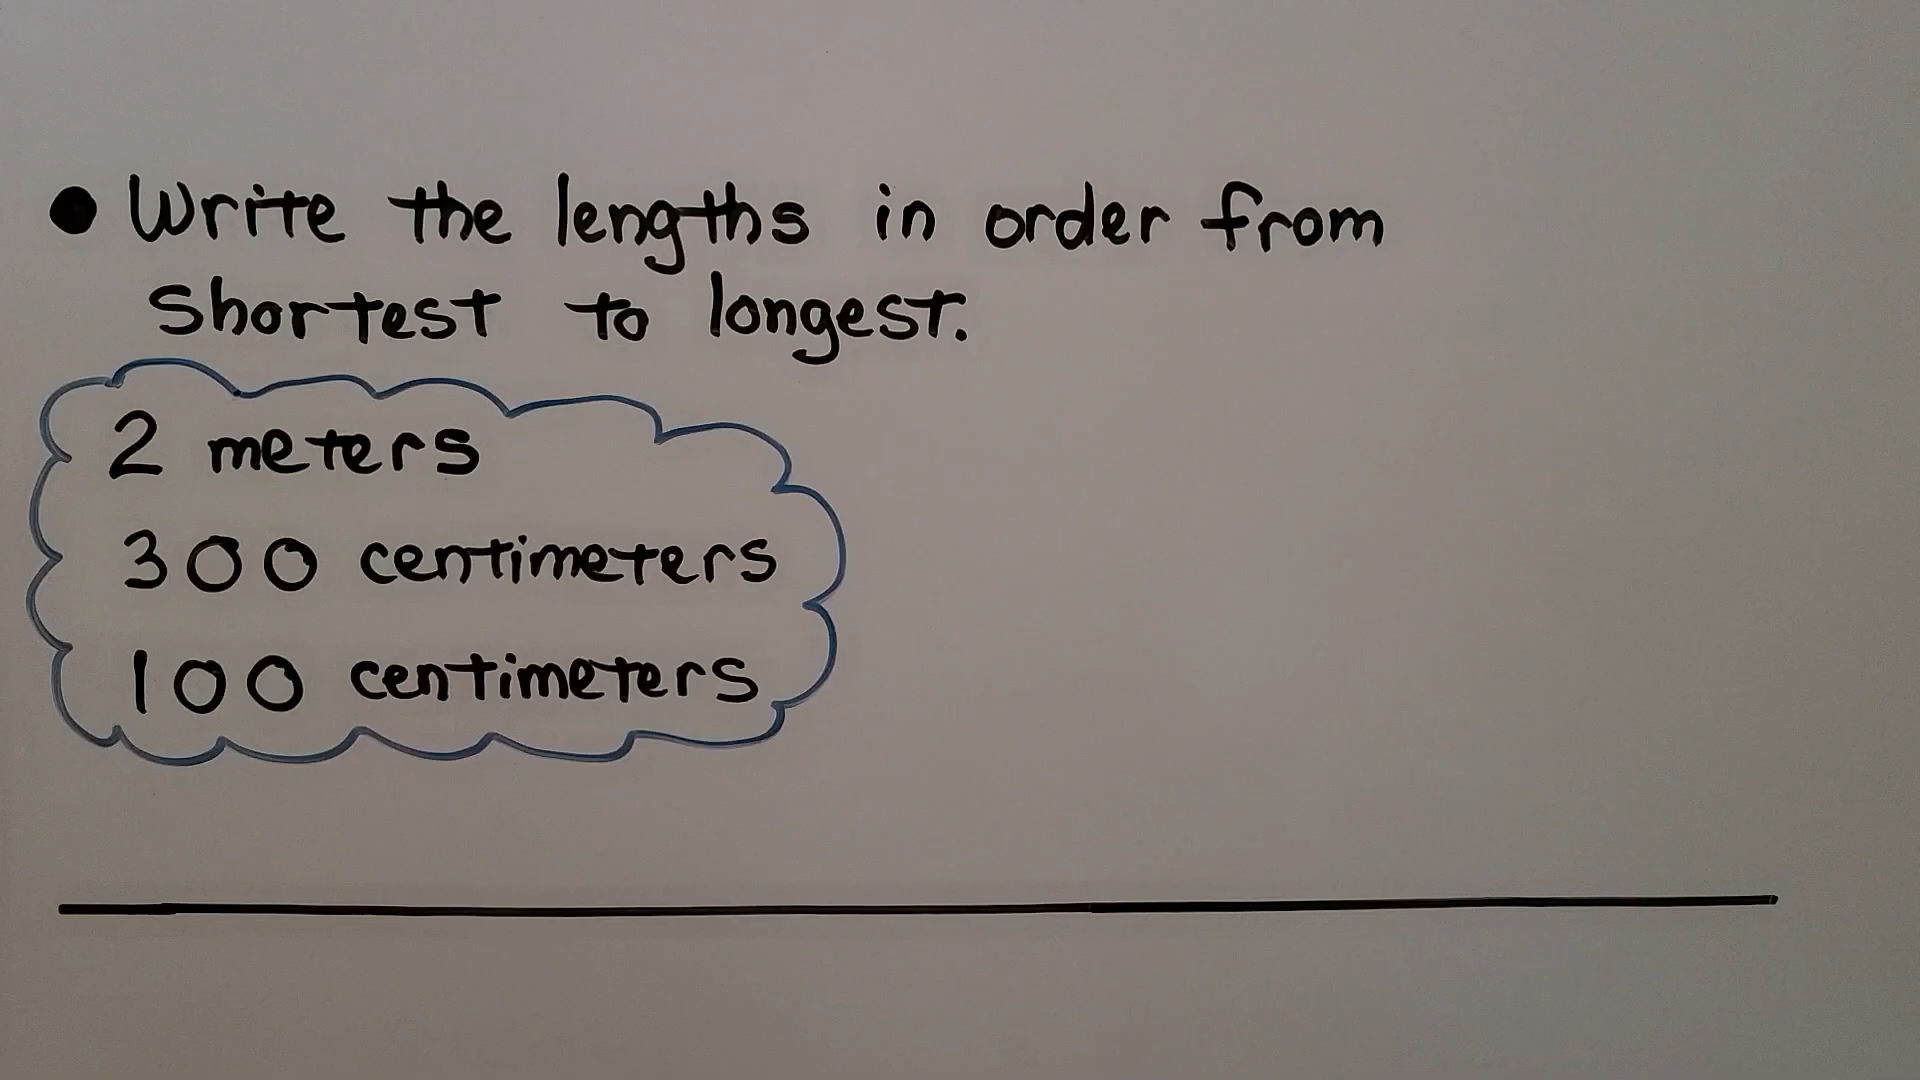 • Write the lengths in order from
shortest to longest.
2 meters
300 centimeters
100 centimeters